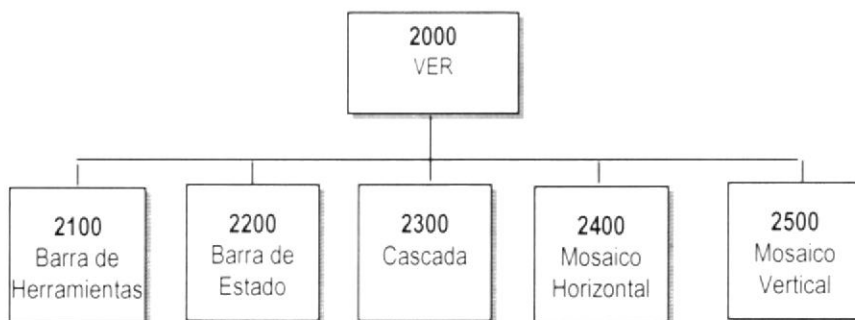 2000
VER
2100
Barra de
Herramientas
2200
Barra de
Estado
2300
Cascada
2400
Mosaico
Horizontal
2500
Mosaico
Vertical